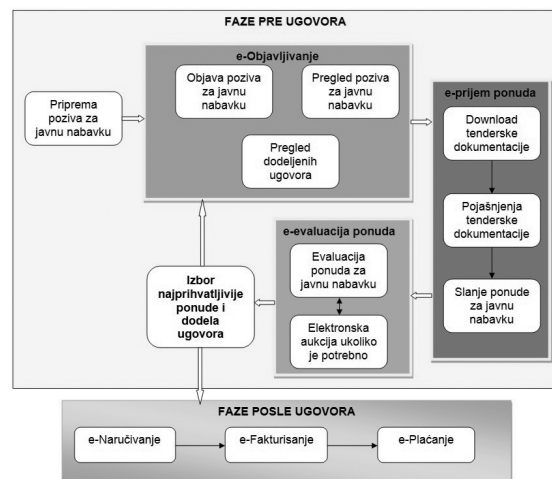 FAZE PRE UGOVORA
e-Objavljivanje
Objava poziva
za javnu
nabavku
Pregled poziva
za javnu
nabavku
Pregled
dodeljenih
ugovora
Priprema
poziva za
javnu nabavku
e-prijem ponuda
Download
tenderske
dokumentacije
Pojašnjenja
tenderske
dokumentacije
Slanje ponude
za javnu
nabavku
e-evaluacija ponuda
Evaluacija
ponuda za
javnu nabavku
Elektronska
aukcija ukoliko
je potrebno
Izbor
najprihvatljivije
ponude i
dodela
ugovora
FAZE POSLE UGOVORA
e-Naručivanje
e-Fakturisanje
e-Plaćanje